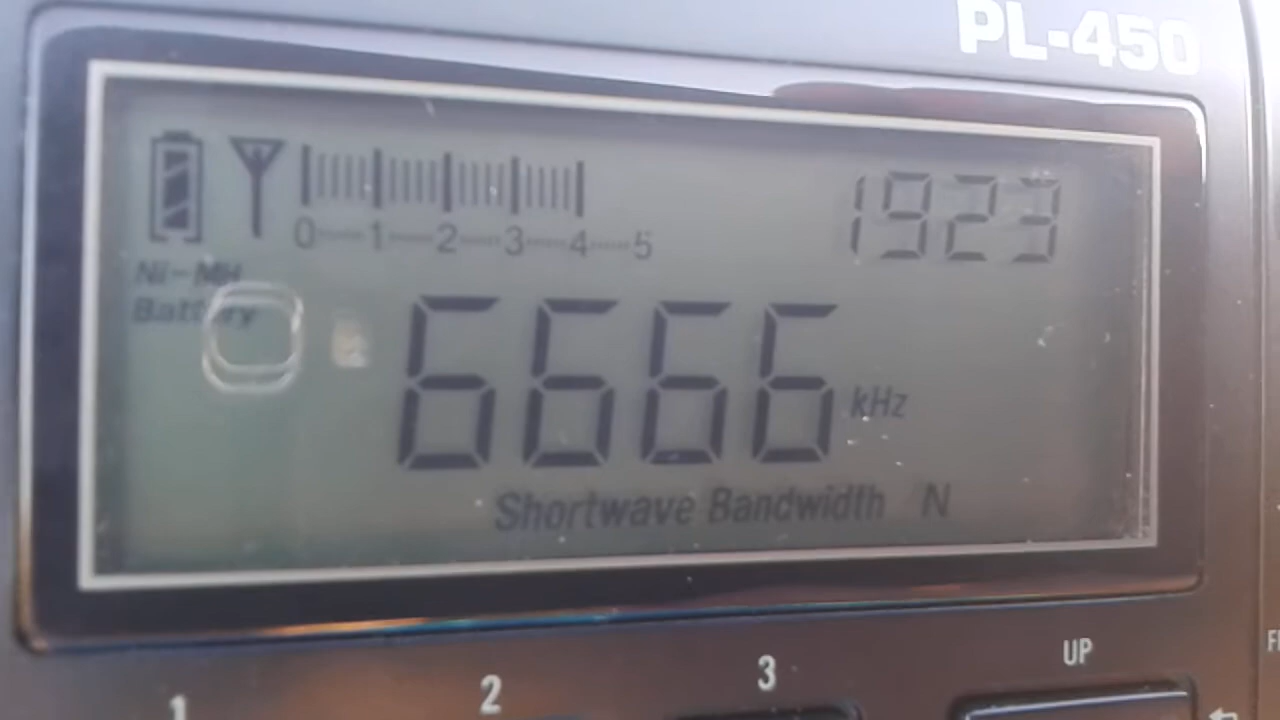 PL-450
0 1 2 3 4 5
1923
Ni-MH
Battery
6666 kHz
Shortwave Bandwidth N
1 2 3 UP